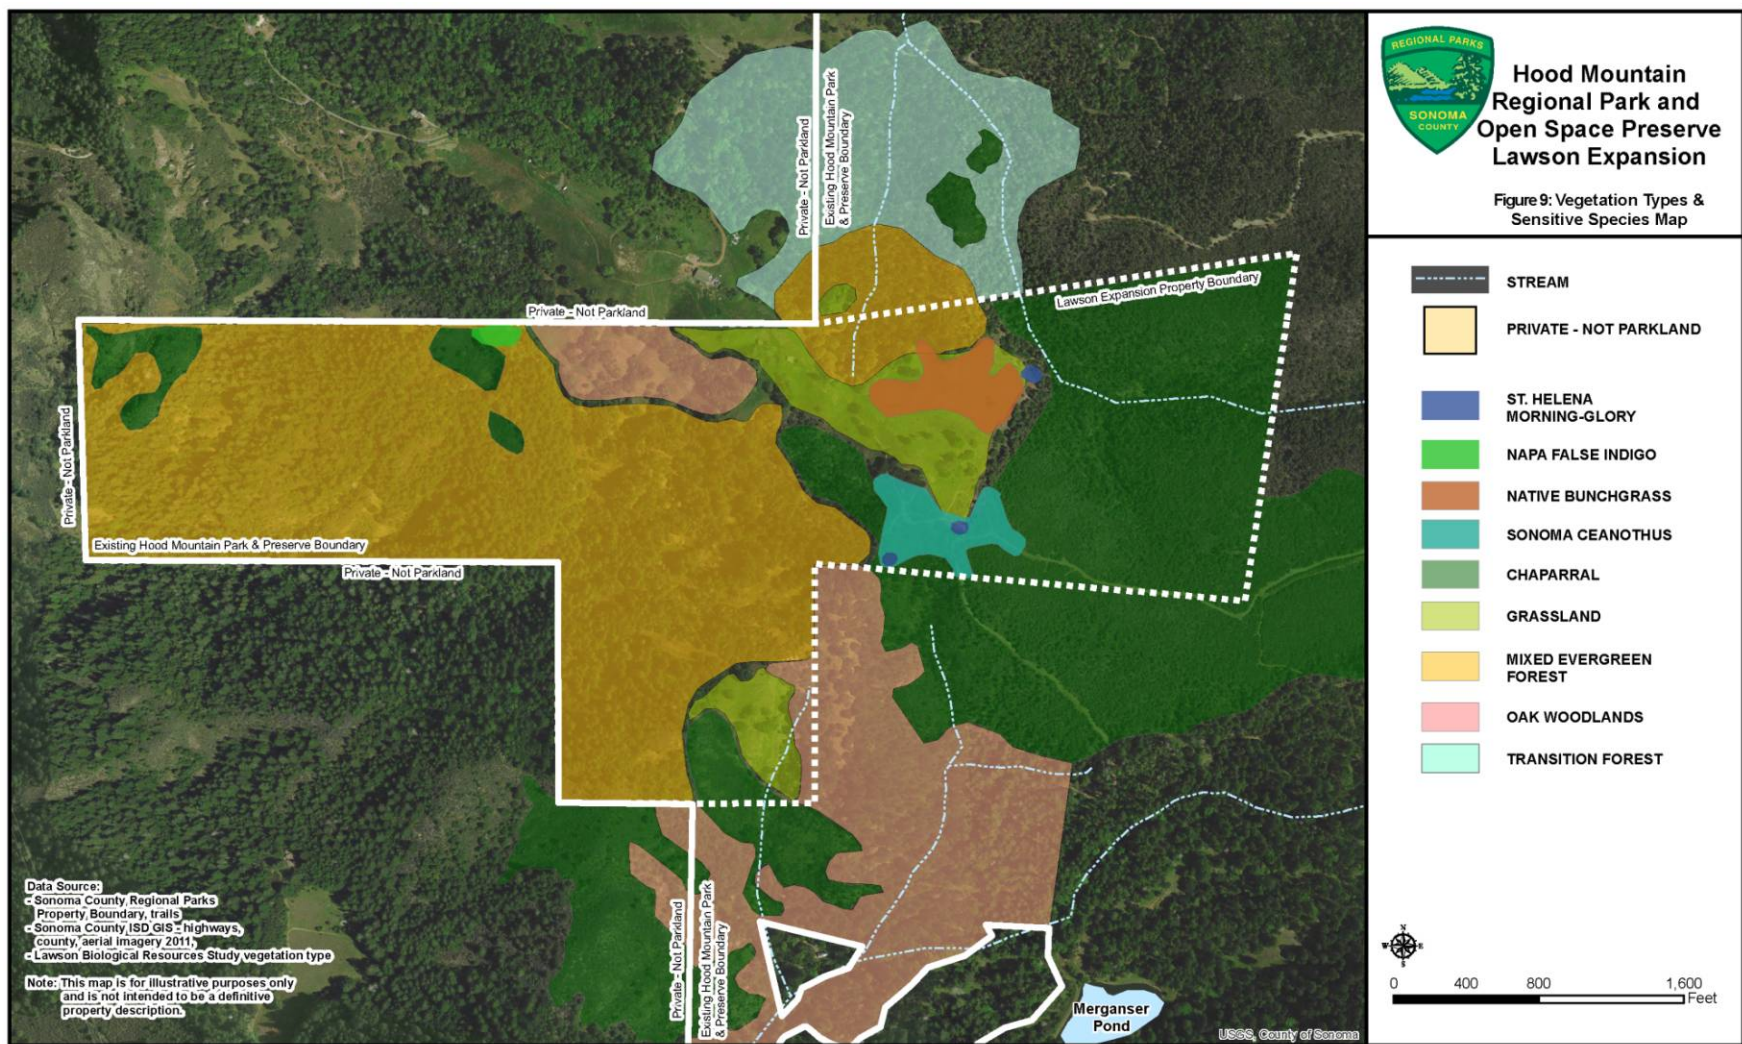 REGIONAL PARKS
SONOMA
COUNTY
Hood Mountain
Regional Park and
Open Space Preserve
Lawson Expansion
Figure 9: Vegetation Types &
Sensitive Species Map
STREAM
PRIVATE - NOT PARKLAND
ST. HELENA
MORNING-GLORY
NAPA FALSE INDIGO
NATIVE BUNCHGRASS
SONOMA CEANOTHUS
CHAPARRAL
GRASSLAND
MIXED EVERGREEN
FOREST
OAK WOODLANDS
TRANSITION FOREST
N
W E
S
0 400 800 1,600
Feet
Private - Not Parkland
Existing Hood Mountain Park
& Preserve Boundary
Lawson Expansion Property Boundary
Private - Not Parkland
Private - Not Parkland
Existing Hood Mountain Park & Preserve Boundary
Private - Not Parkland
Private - Not Parkland
Existing Hood Mountain Park
& Preserve Boundary
Merganser
Pond
Data Source:
- Sonoma County Regional Parks
Property Boundary, trails
- Sonoma County ISD GIS - highways,
county, aerial imagery 2011,
- Lawson Biological Resources Study vegetation type
Note: This map is for illustrative purposes only
and is not intended to be a definitive
property description.
USGS, County of Sonoma